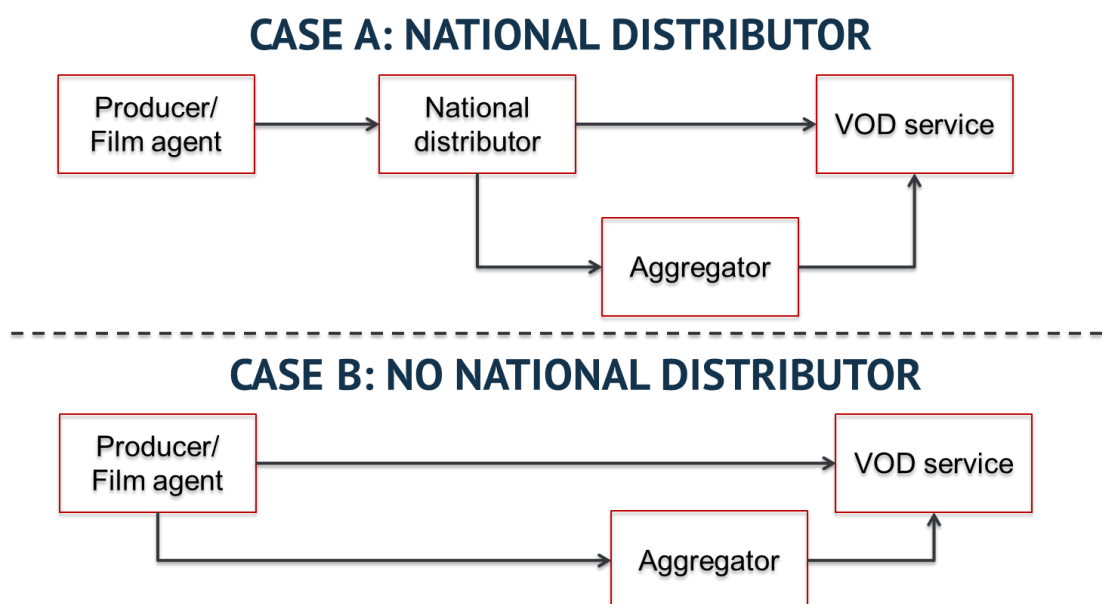 CASE A: NATIONAL DISTRIBUTOR
Producer/
Film agent
National
distributor
VOD service
Aggregator
CASE B: NO NATIONAL DISTRIBUTOR
Producer/
Film agent
VOD service
Aggregator